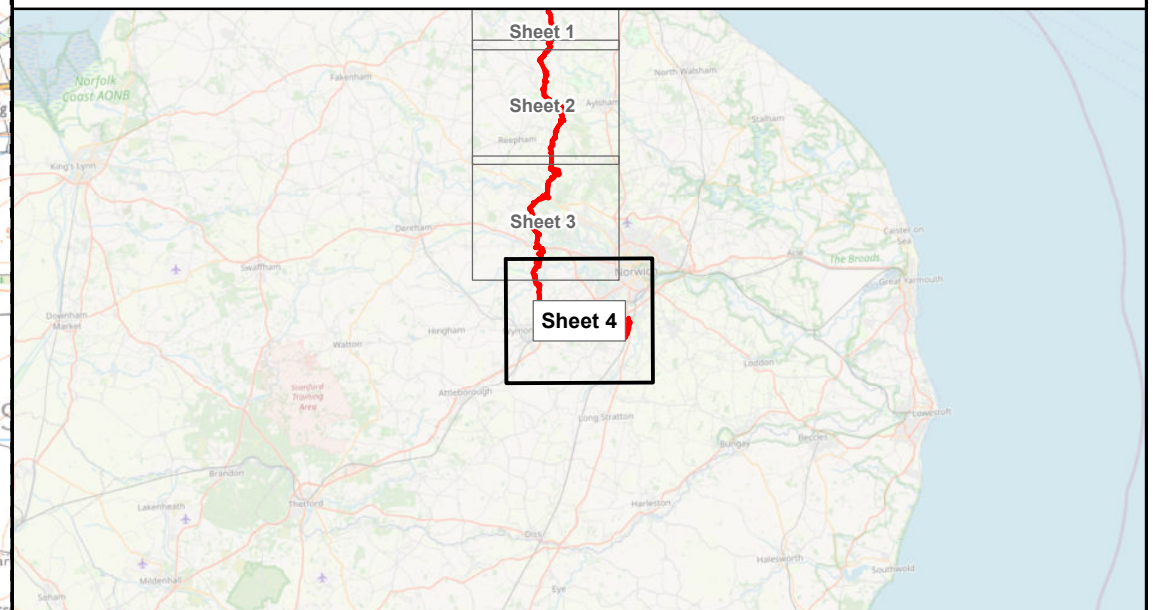 Sheet 1
Norfolk
Coast AONB
Fakenham
North Walsham
Sheet 2
Aylsham
Stalham
Reepham
King's Lynn
Sheet 3
Dereham
Caister on
Sea
Acle
The Broads
Swaffham
Norwich
Great Yarmouth
Downham
Market
Sheet 4
Hingham
Watton
Loddon
Stanford
Training
Area
Attleborough
Long Stratton
Lowestoft
Beccles
Bungay
Brandon
Thetford
Harleston
Lakenheath
Diss
Halesworth
Southwold
Mildenhall
Eye
Soham